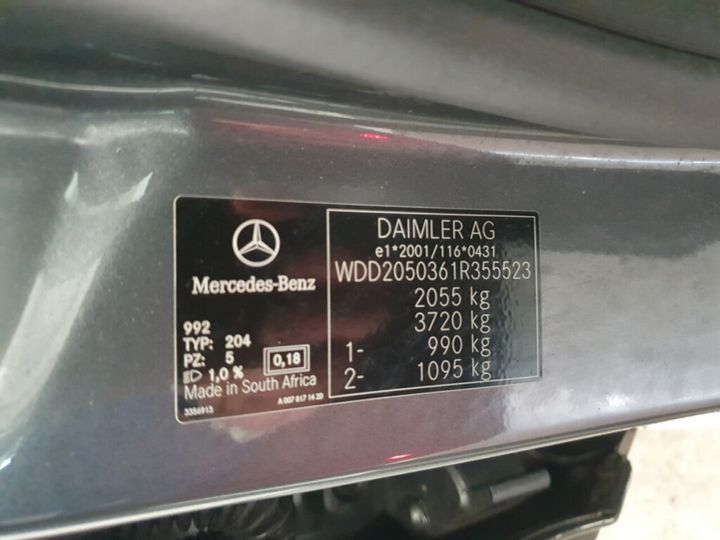 Mercedes-Benz
992
TYP: 204
PZ: 5
1,0 %
0,18
Made in South Africa
3356913
A 007 817 14 20
DAIMLER AG
e1*2001/116*0431
WDD2050361R355523
2055 kg
3720 kg
1- 990 kg
2- 1095 kg